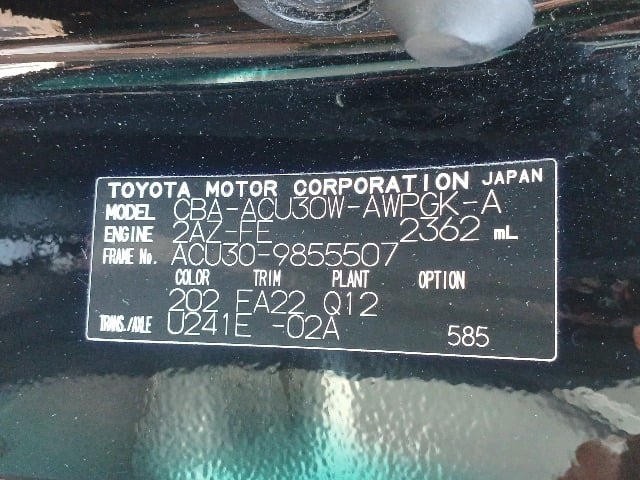 TOYOTA MOTOR CORPORATION JAPAN
MODEL CBA-ACU30W-AWPGK-A
ENGINE 2AZ-FE 2362 mL
FRAME No. ACU30-9855507
COLOR TRIM PLANT OPTION
202 FA22 Q12
TRANS./AXLE U241E -02A 585